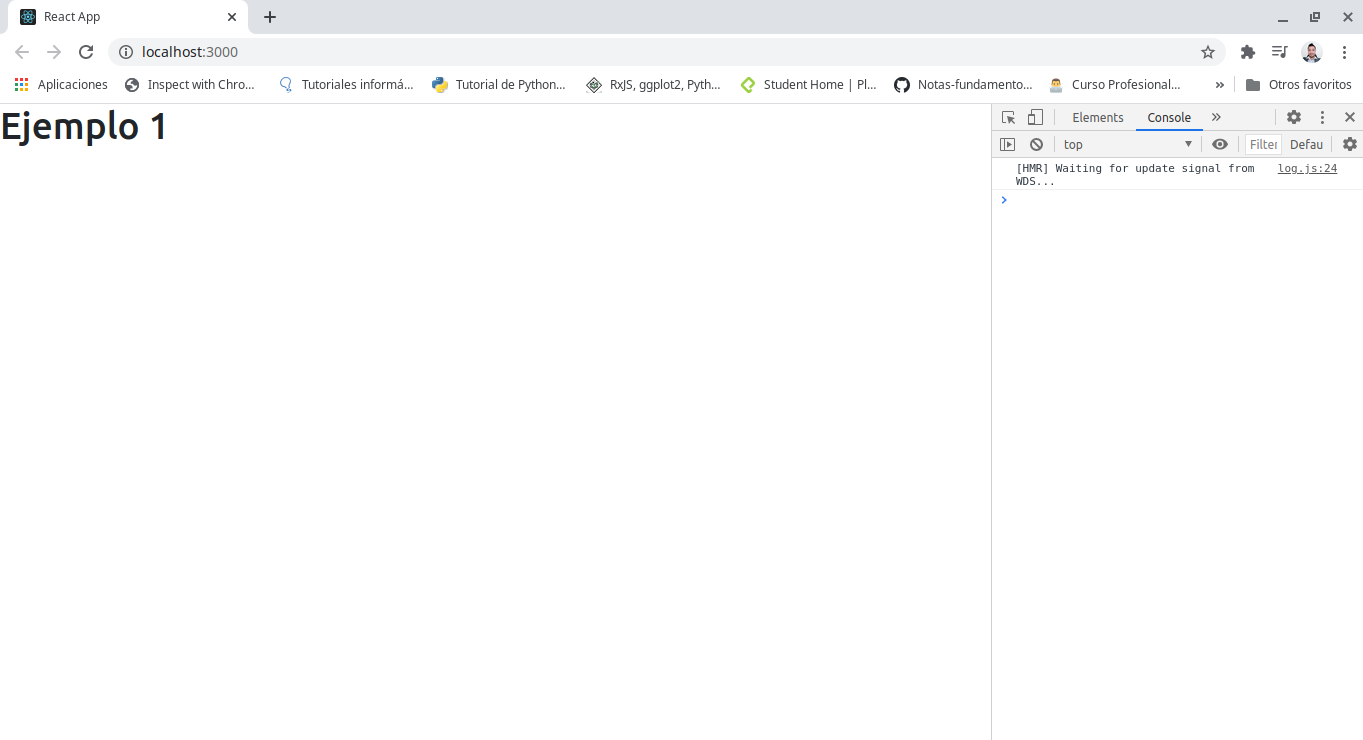 React App
localhost:3000
Aplicaciones Inspect with Chro... Tutoriales informá... Tutorial de Python... RxJS, ggplot2, Pyth... Student Home | Pl... Notas-fundamento... Curso Profesional... » Otros favoritos
Ejemplo 1
Elements Console »
top Filter Defau
[HMR] Waiting for update signal from log.js:24
WDS...